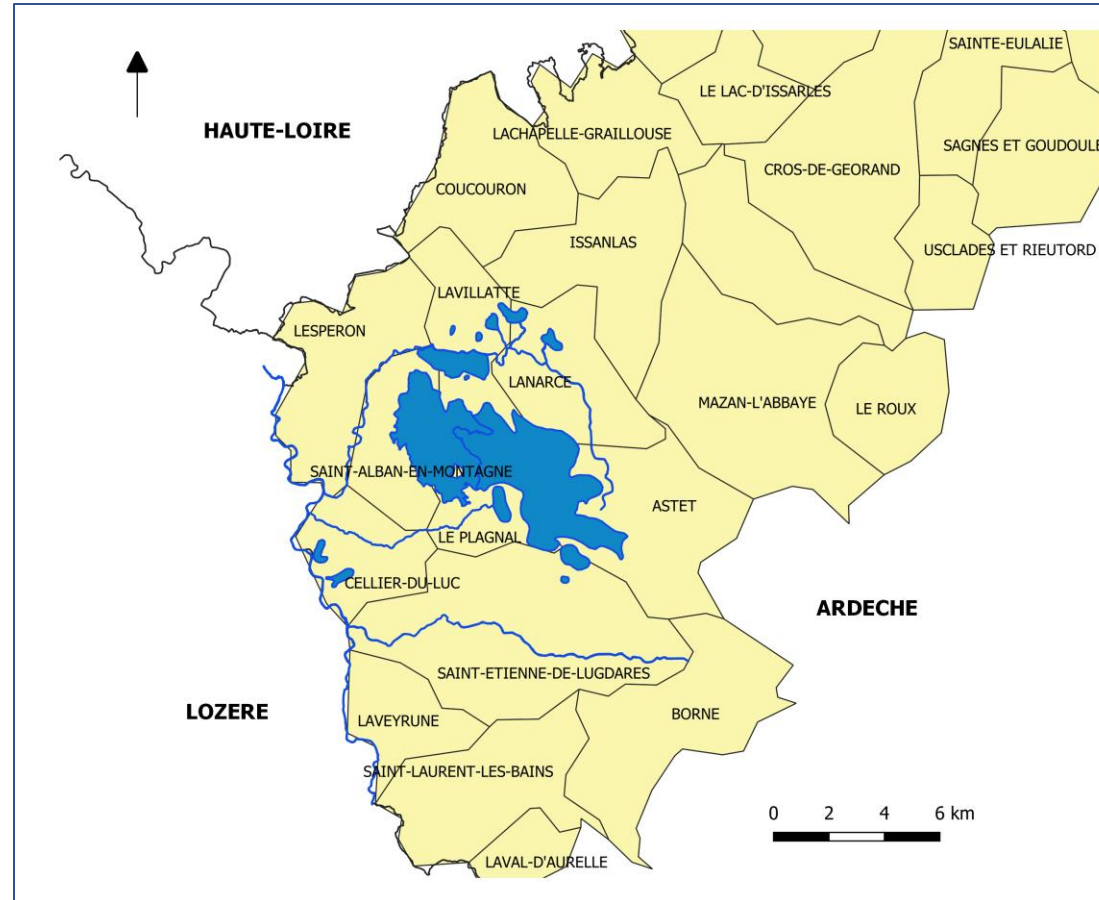 SAINTE-EULALIE
LE LAC-D'ISSARLES
HAUTE-LOIRE
LACHAPELLE-GRAILLOUSE
SAGNES ET GOUDOULE
CROS-DE-GEORAND
COUCOURON
ISSANLAS
USCLADES ET RIEUTORD
LAVILLATTE
LESPERON
LANARCE
MAZAN-L'ABBAYE
LE ROUX
SAINT-ALBAN-EN-MONTAGNE
ASTET
LE PLAGNAL
CELLIER-DU-LUC
ARDECHE
SAINT-ETIENNE-DE-LUGDARES
LOZERE
BORNE
LAVEYRUNE
SAINT-LAURENT-LES-BAINS
0 2 4 6 km
LAVAL-D'AURELLE